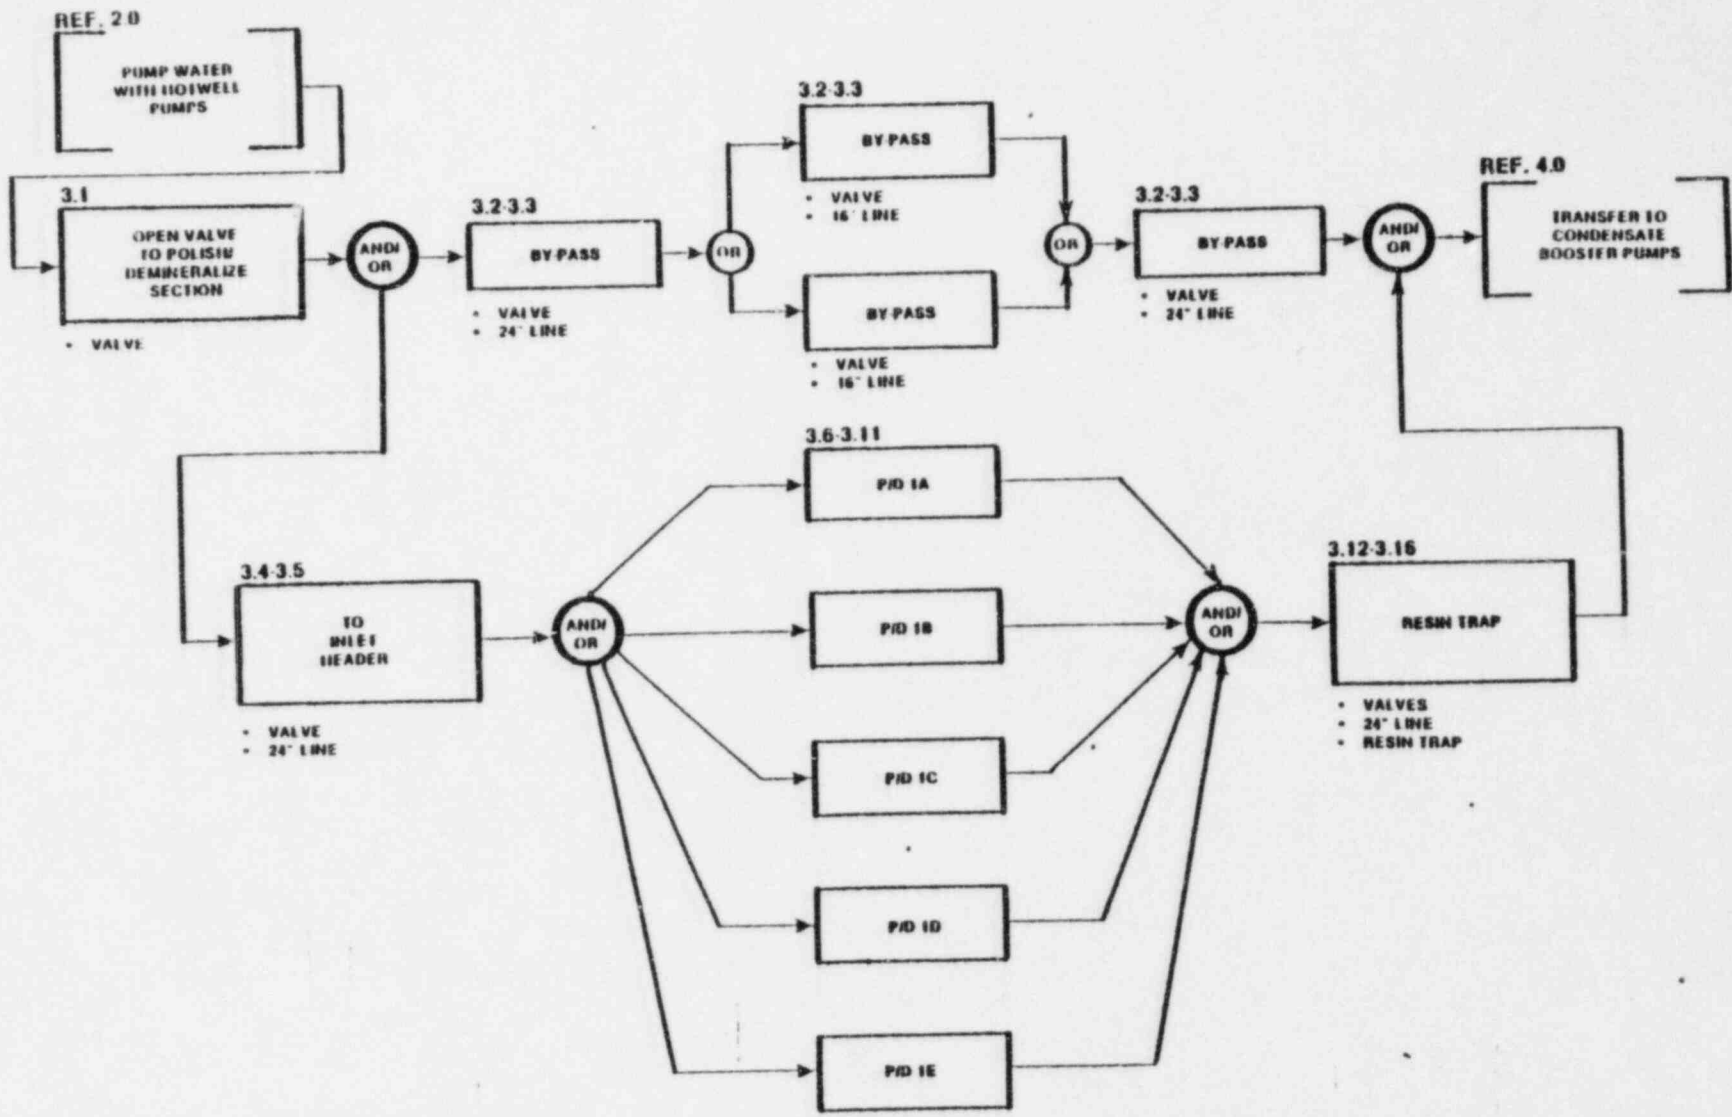 REF. 2.0
PUMP WATER
WITH HOTWELL
PUMPS
3.1
OPEN VALVE
TO POLISH/
DEMINERALIZE
SECTION
• VALVE
AND/
OR
3.2-3.3
BY-PASS
• VALVE
• 24" LINE
OR
3.2-3.3
BY-PASS
• VALVE
• 16" LINE
BY-PASS
• VALVE
• 16" LINE
OR
3.2-3.3
BY-PASS
• VALVE
• 24" LINE
AND/
OR
REF. 4.0
TRANSFER TO
CONDENSATE
BOOSTER PUMPS
3.4-3.5
TO
INLET
HEADER
• VALVE
• 24" LINE
AND/
OR
3.6-3.11
P/D 1A
P/D 1B
P/D 1C
P/D 1D
P/D 1E
AND/
OR
3.12-3.16
RESIN TRAP
• VALVES
• 24" LINE
• RESIN TRAP